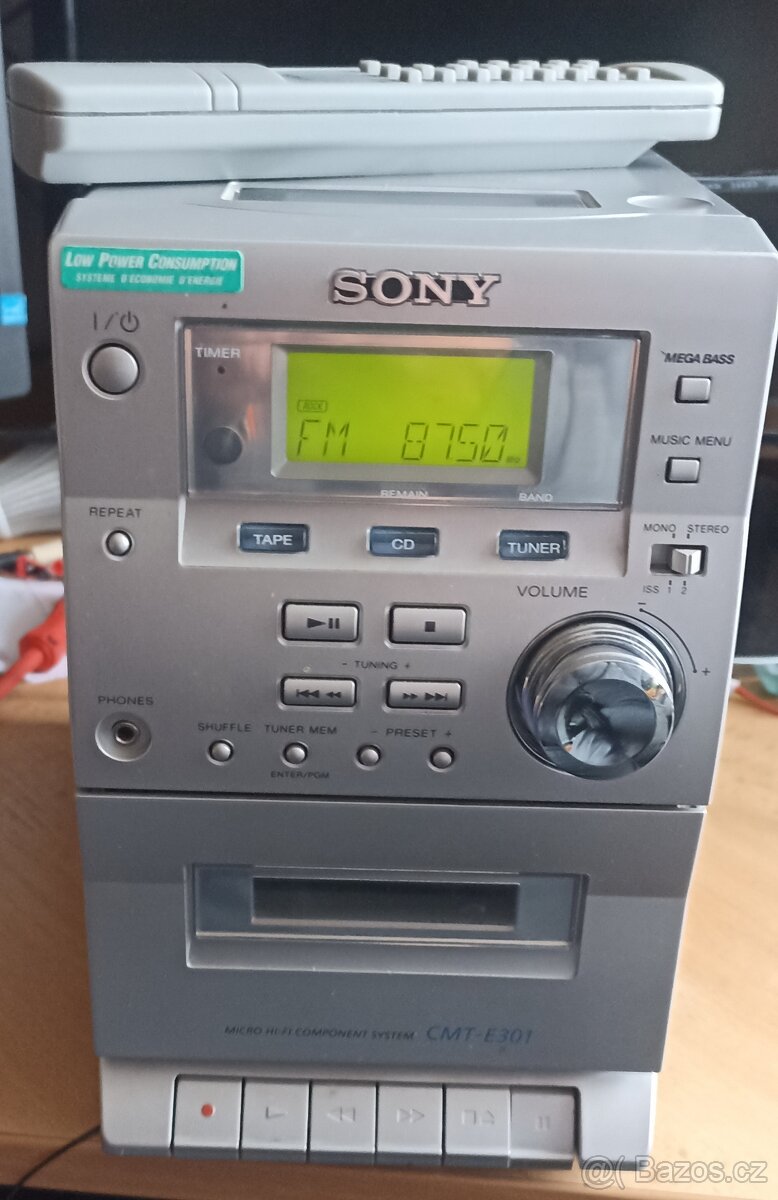 LOW POWER CONSUMPTION
SYSTEME D'ECONOMIE D'ENERGIE
SONY
I/⏻
TIMER
MEGA BASS
ROCK
FM 8750
MHz
MUSIC MENU
REMAIN
BAND
REPEAT
TAPE
CD
TUNER
MONO STEREO
ISS 1 2
VOLUME
- +
- TUNING +
PHONES
SHUFFLE
TUNER MEM
- PRESET +
ENTER/PGM
MICRO HI-FI COMPONENT SYSTEM CMT-E301
@( Bazos.cz